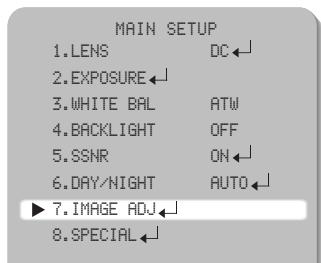 MAIN SETUP
1.LENS DC↵
2.EXPOSURE↵
3.WHITE BAL ATW
4.BACKLIGHT OFF
5.SSNR ON↵
6.DAY/NIGHT AUTO↵
▶ 7.IMAGE ADJ↵
8.SPECIAL↵